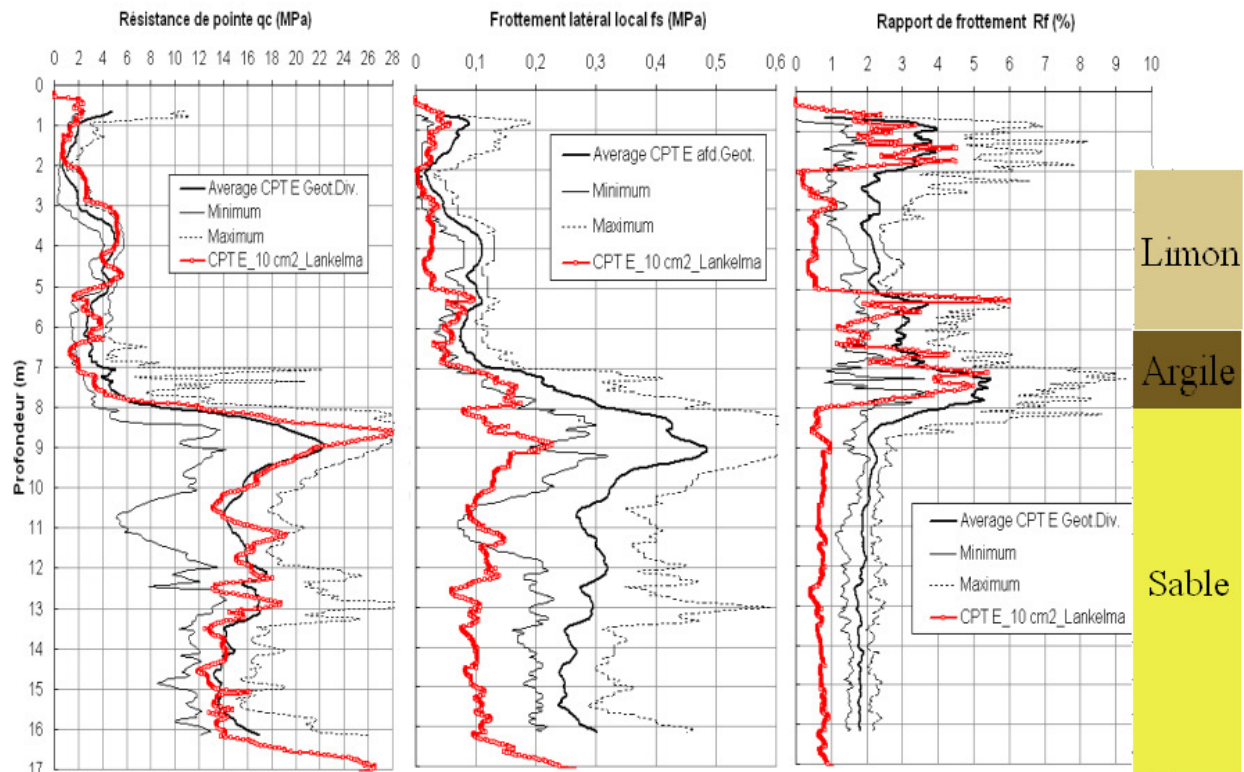 Résistance de pointe qc (MPa)
0 2 4 6 8 10 12 14 16 18 20 22 24 26 28
Profondeur (m)
0
1
2
3
4
5
6
7
8
9
10
11
12
13
14
15
16
17
Average CPT E Geot.Div.
Minimum
Maximum
CPT E_10 cm2_Lankelma
Frottement latéral local fs (MPa)
0 0,1 0,2 0,3 0,4 0,5 0,6
Average CPT E afd.Geot.
Minimum
Maximum
CPT E_10 cm2_Lankelma
Rapport de frottement Rf (%)
0 1 2 3 4 5 6 7 8 9 10
Average CPT E Geot.Div.
Minimum
Maximum
CPT E_10 cm2_Lankelma
Limon
Argile
Sable